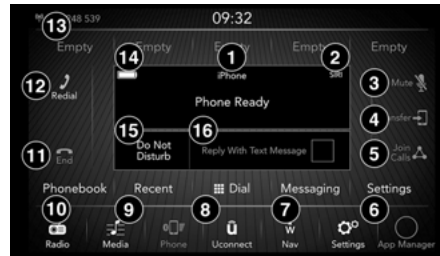 248 539 09:32
13
Empty Empty Empty Empty Empty
14 1 2
iPhone SIRI
12 3 Mute
Redial
Phone Ready
4
15 16
11 Do Not Disturb Reply With Text Message 5 Join Calls
End
Phonebook Recent Dial Messaging Settings
10 9 8 7 6
Radio Media Phone Uconnect Nav Settings App Manager